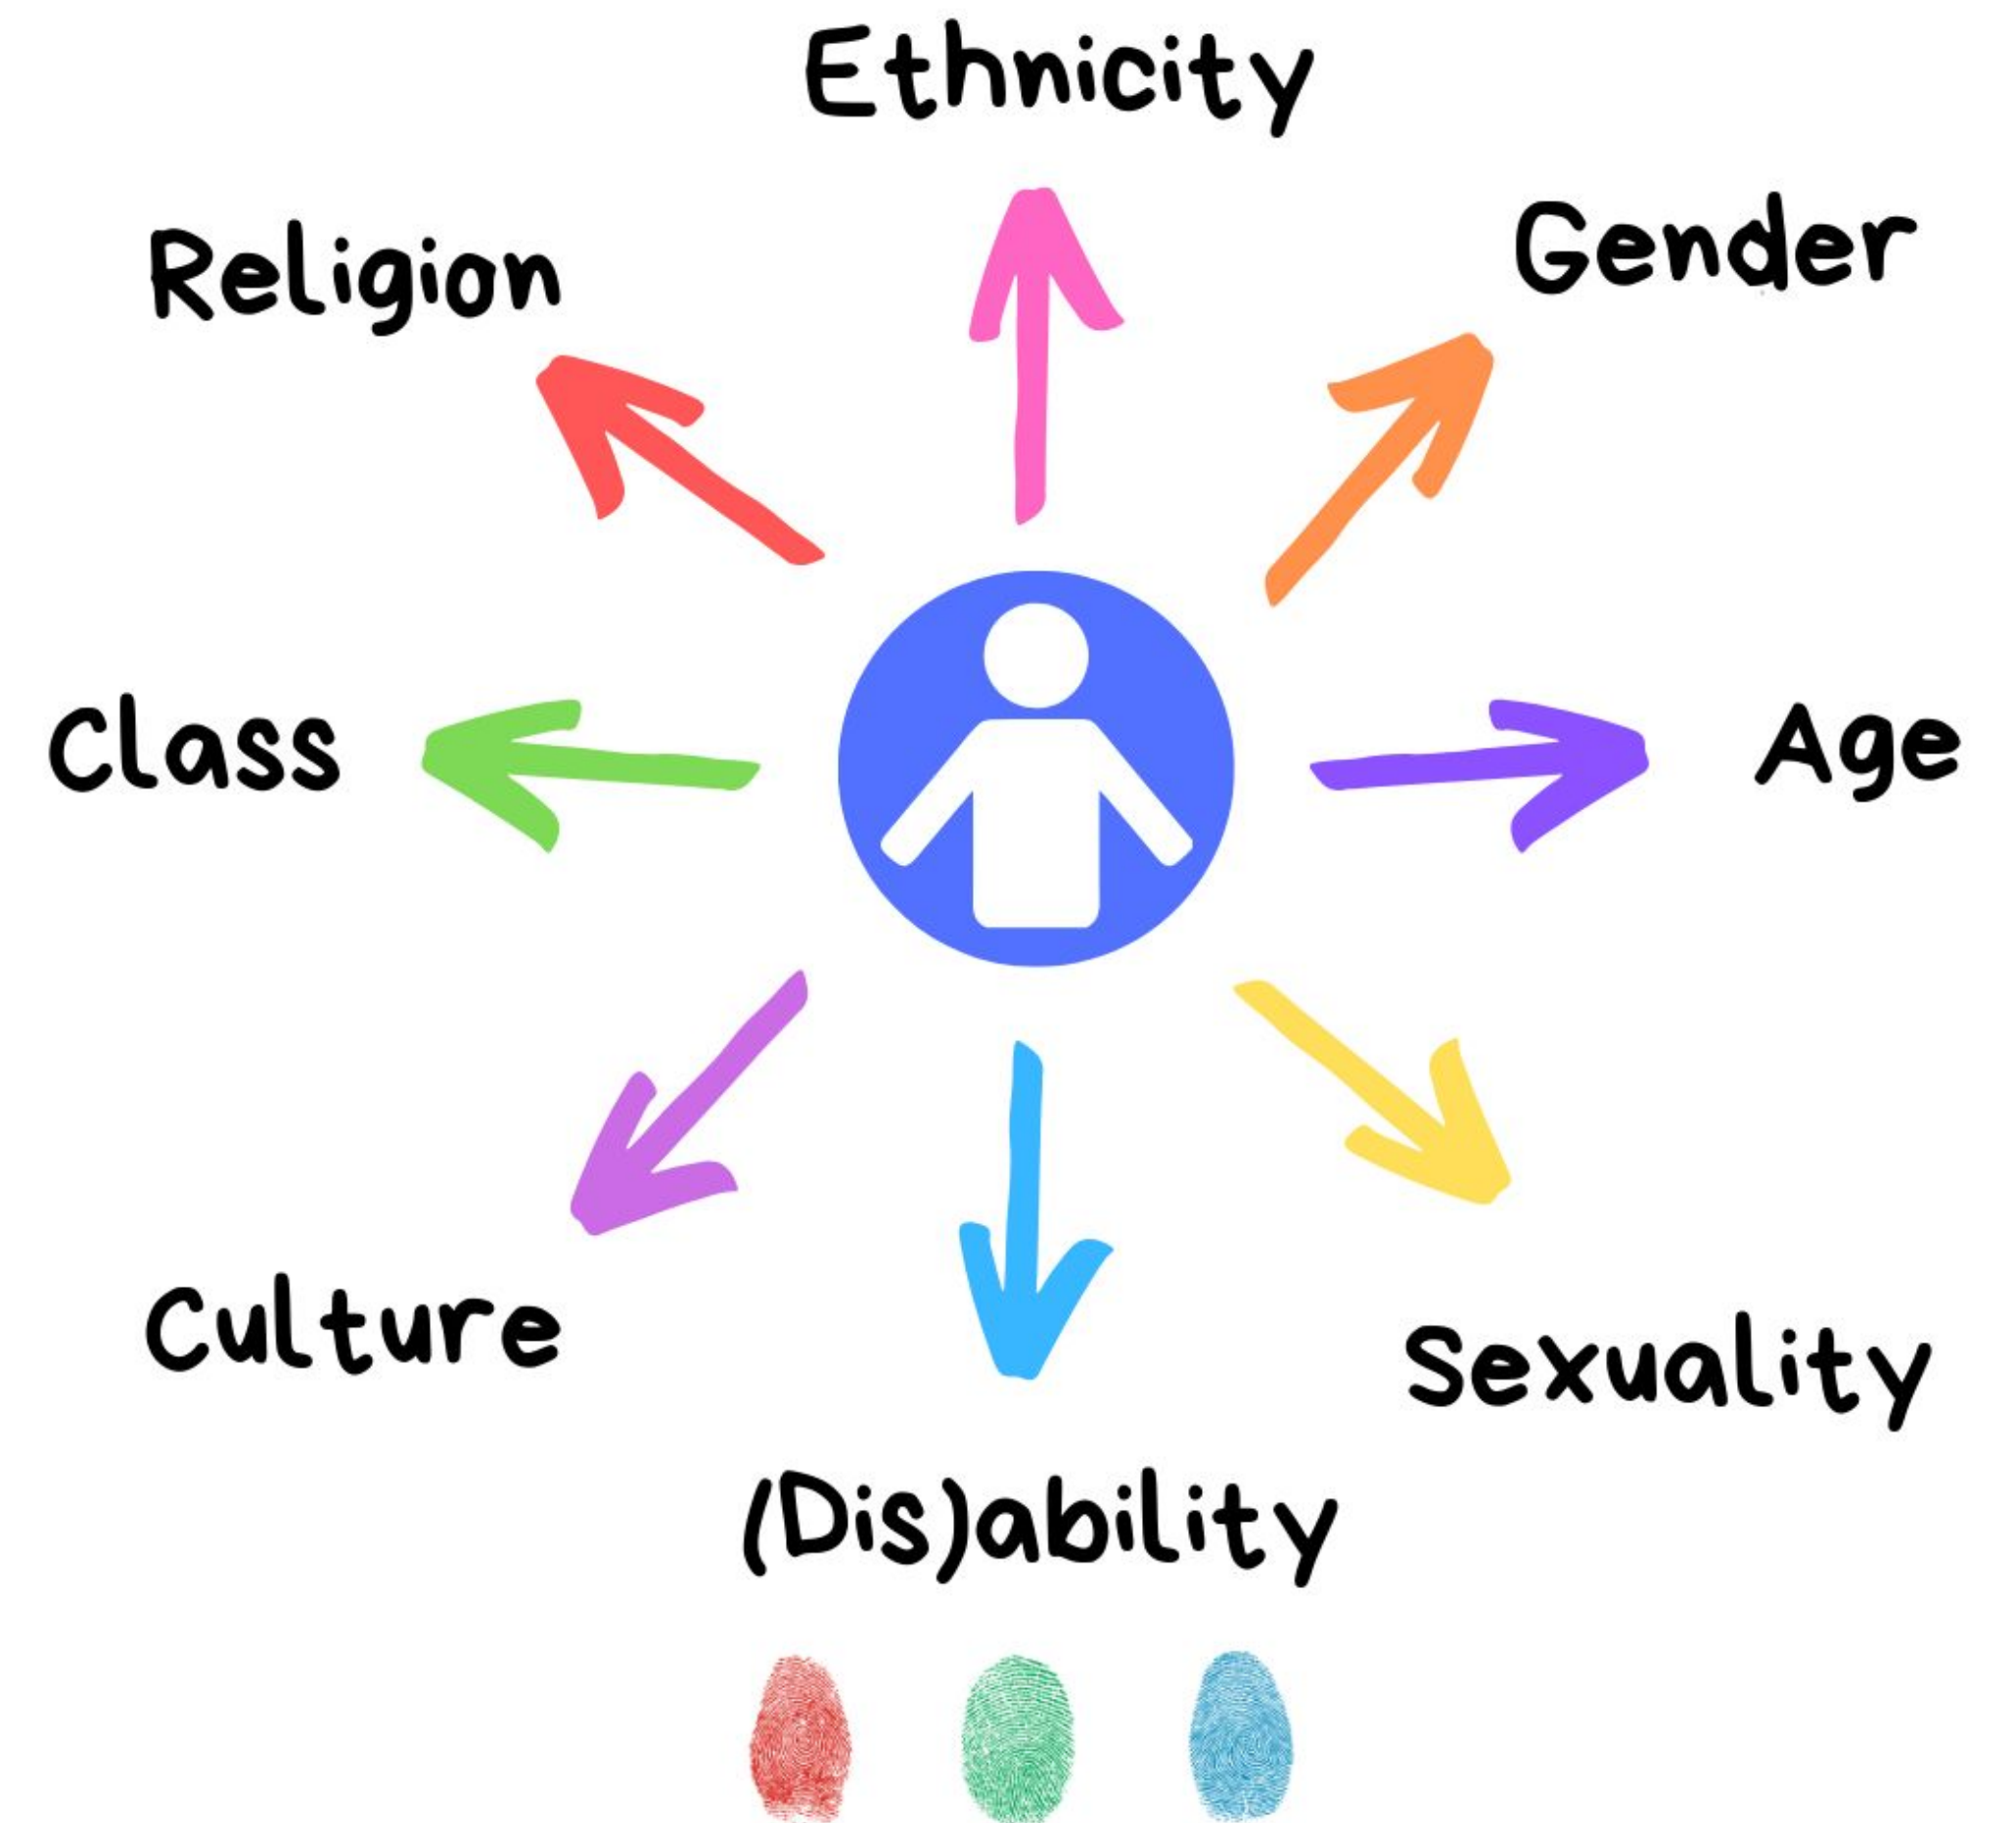 Ethnicity
Religion
Gender
Class
Age
Culture
Sexuality
(Dis)ability